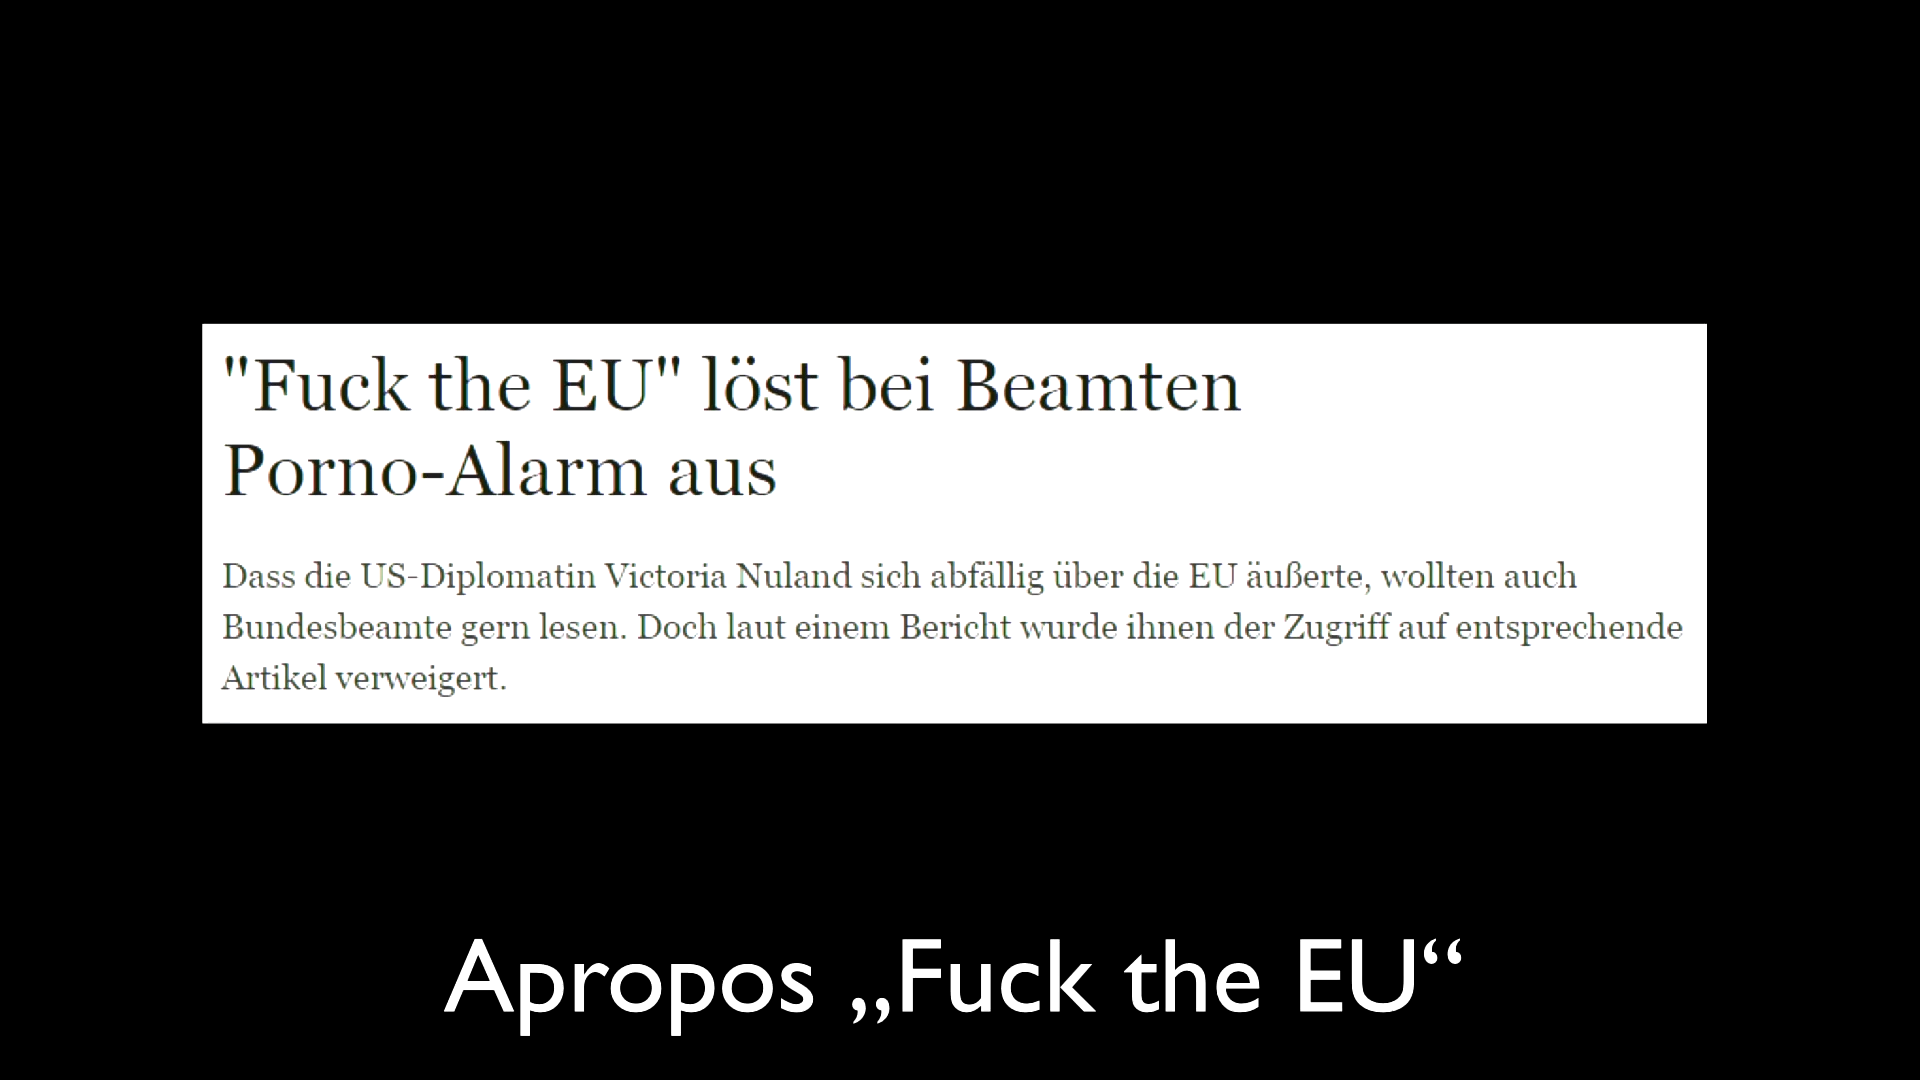 "Fuck the EU" löst bei Beamten
Porno-Alarm aus
Dass die US-Diplomatin Victoria Nuland sich abfällig über die EU äußerte, wollten auch
Bundesbeamte gern lesen. Doch laut einem Bericht wurde ihnen der Zugriff auf entsprechende
Artikel verweigert.
Apropos „Fuck the EU“